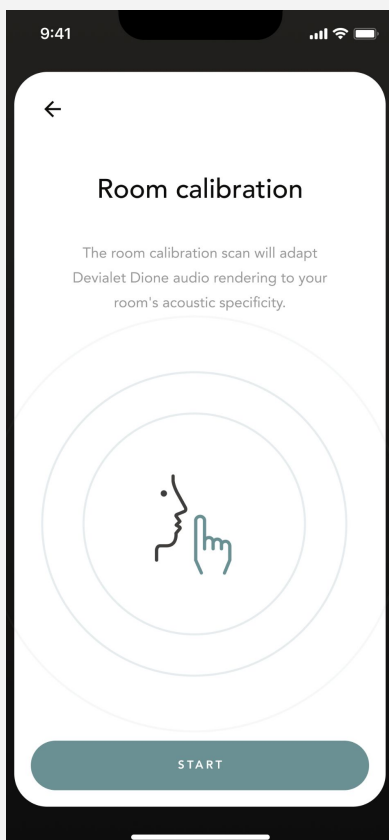 9:41
Room calibration
The room calibration scan will adapt
Devialet Dione audio rendering to your
room's acoustic specificity.
START